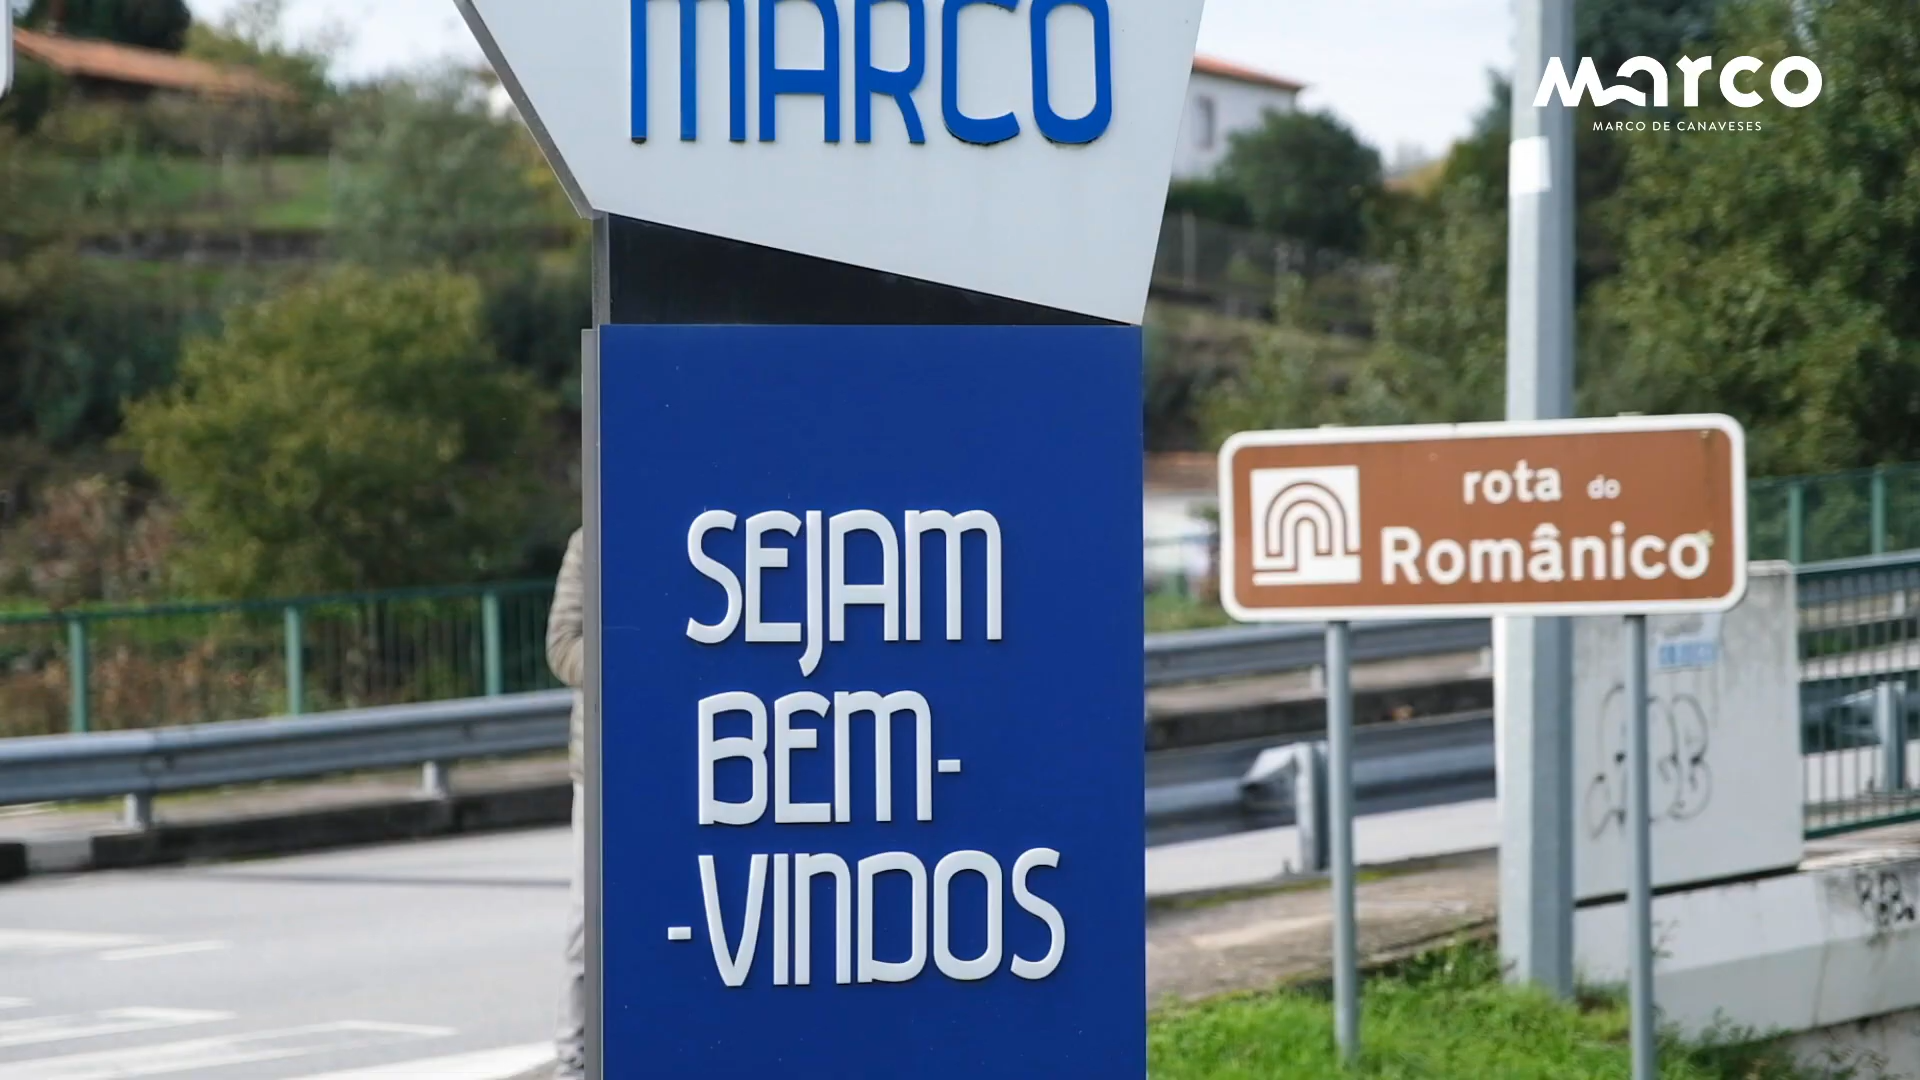 MARCO
SEJAM
BEM-
-VINDOS
rota do
Românico
marco
MARCO DE CANAVESES